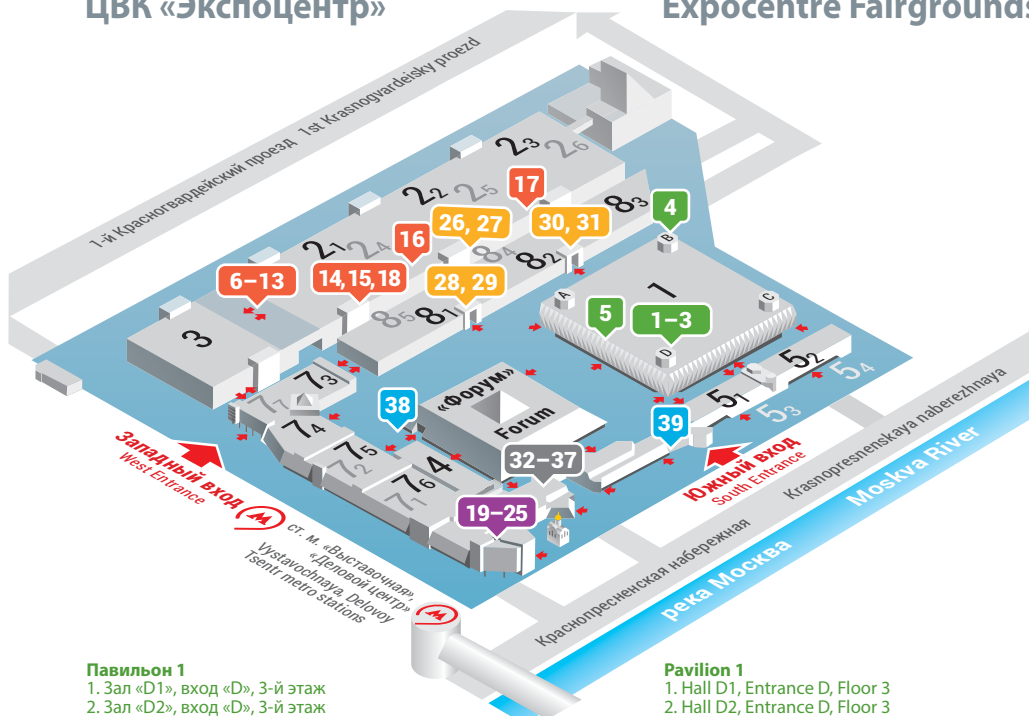 ЦВК «Экспоцентр»
Expocentre Fairgrounds
1-й Красногвардейский проезд 1st Krasnogvardeisky proezd
2₃
2₆
2₂
2₅
17
8₃
4
B
2₁
2₄
16
26, 27
8₄
30, 31
8₂
6–13
14, 15, 18
28, 29
A
1
C
3
8₅
8₁
5
1–3
D
5₂
5₄
7₃
7₇
«Форум»
Forum
38
5₁
5₃
39
7₄
7₅
7₂
4
7₆
7₁
32–37
19–25
Западный вход
West Entrance
Южный вход
South Entrance
ст. м. «Выставочная»,
«Деловой центр»
Vystavochnaya, Delovoy
Tsentr metro stations
Краснопресненская набережная
Krasnopresnenskaya naberezhnaya
река Москва
Moskva River
Павильон 1
1. Зал «D1», вход «D», 3-й этаж
2. Зал «D2», вход «D», 3-й этаж
Pavilion 1
1. Hall D1, Entrance D, Floor 3
2. Hall D2, Entrance D, Floor 3